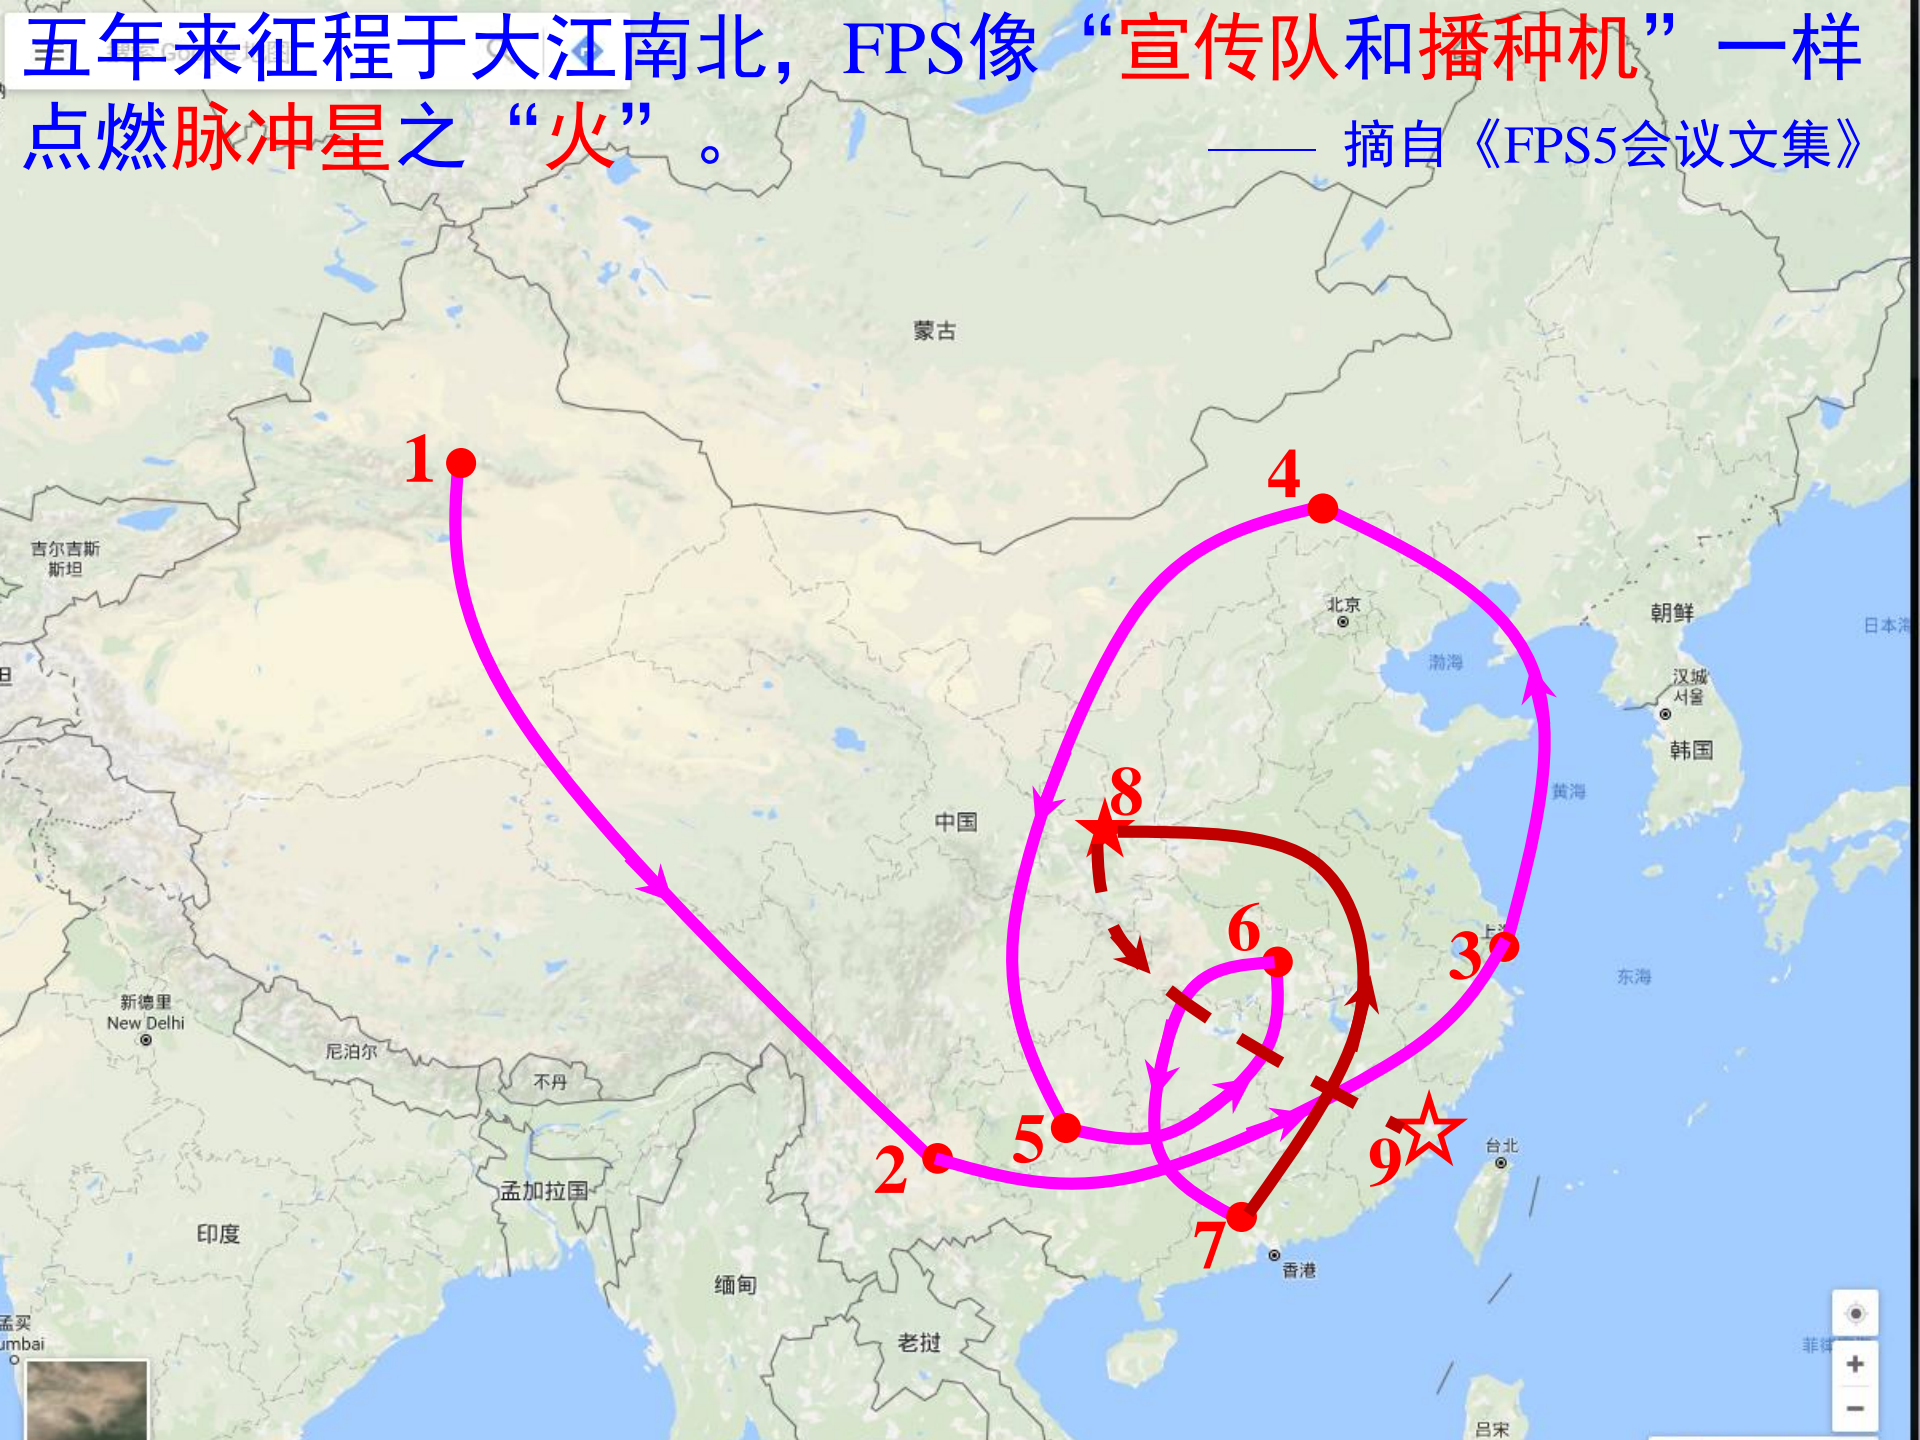 五年来征程于大江南北，FPS像“宣传队和播种机”一样
点燃脉冲星之“火”。
—— 摘自《FPS5会议文集》
蒙古
1
4
吉尔吉斯
斯坦
北京
朝鲜
日本海
渤海
汉城
서울
韩国
8
中国
黄海
6
上海
3
东海
新德里
New Delhi
尼泊尔
不丹
5
2
9
台北
孟加拉国
印度
7
香港
缅甸
孟买
umbai
老挝
吕宋
+
−